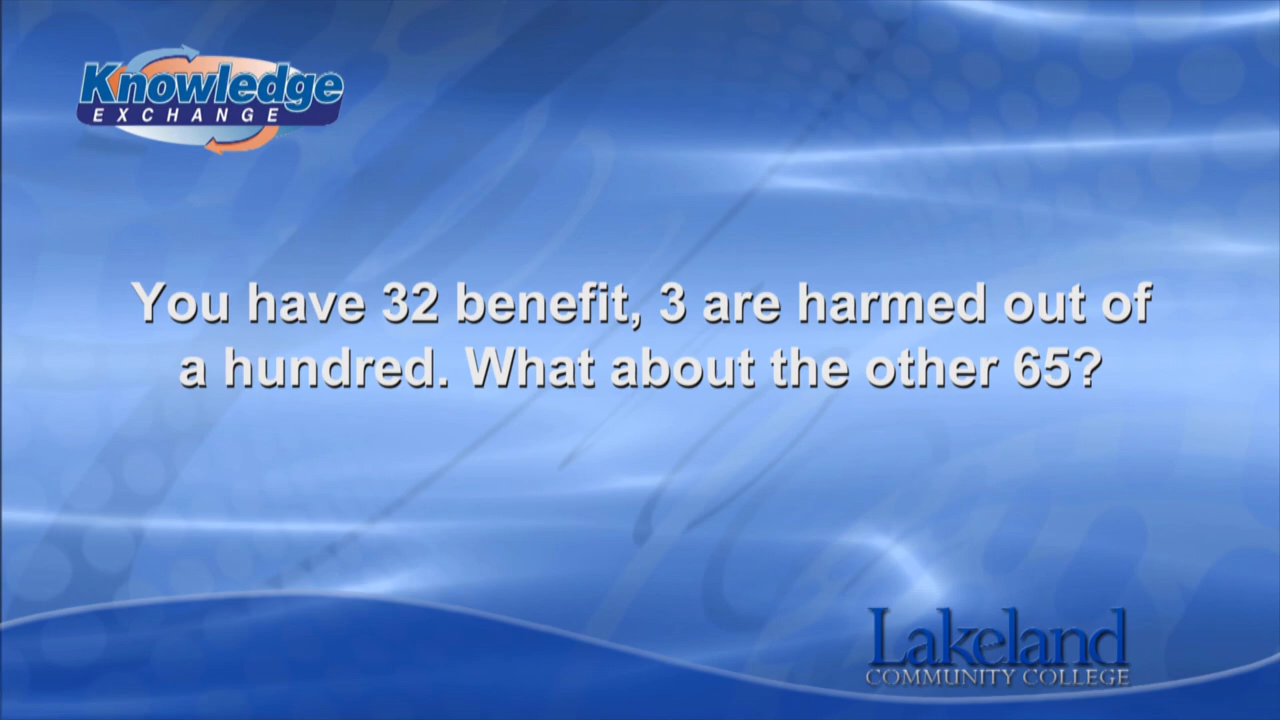 Knowledge
EXCHANGE
You have 32 benefit, 3 are harmed out of
a hundred. What about the other 65?
Lakeland
COMMUNITY COLLEGE